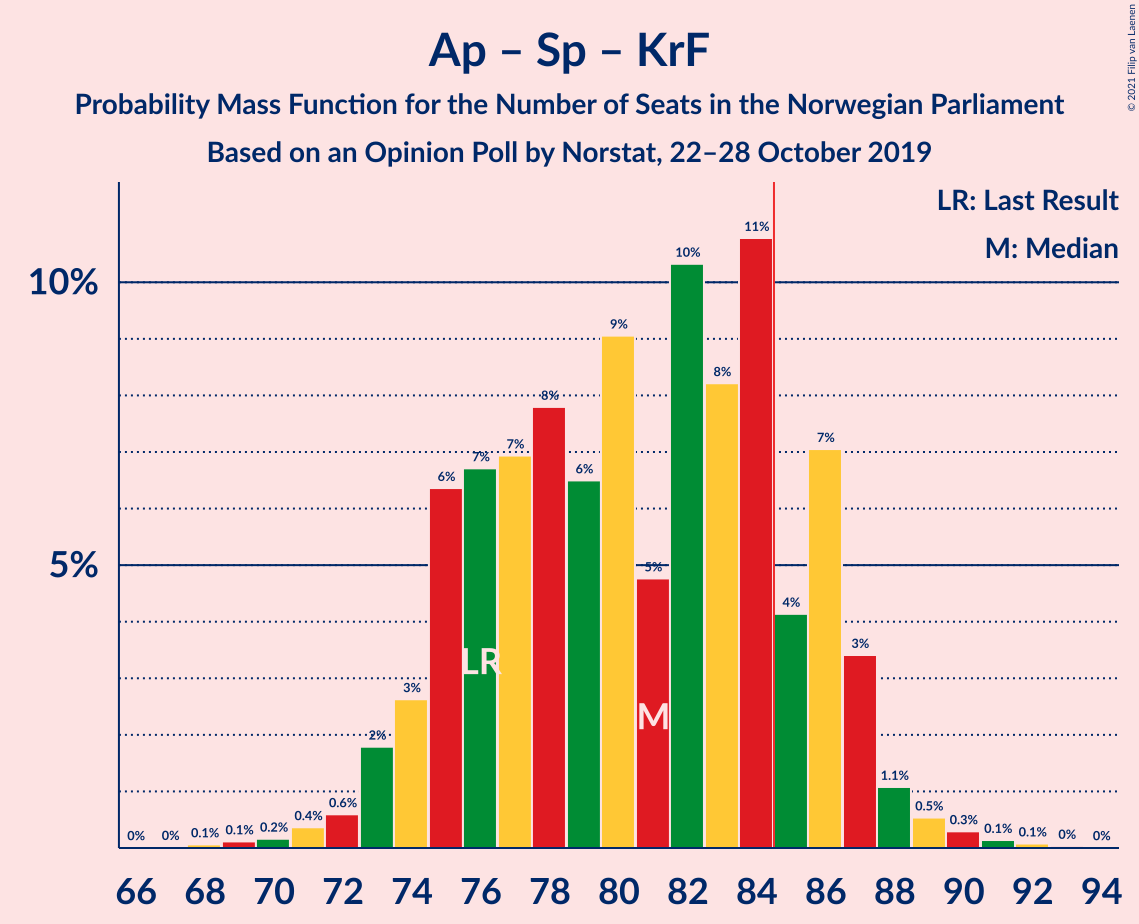 Ap – Sp – KrF
Probability Mass Function for the Number of Seats in the Norwegian Parliament
Based on an Opinion Poll by Norstat, 22–28 October 2019
© 2021 Filip van Laenen
LR: Last Result
M: Median
10%
5%
0% 0% 0.1% 0.1% 0.2% 0.4% 0.6% 2% 3% 6% 7% 7% 8% 6% 9% 5% 10% 8% 11% 4% 7% 3% 1.1% 0.5% 0.3% 0.1% 0.1% 0% 0%
LR
M
66 68 70 72 74 76 78 80 82 84 86 88 90 92 94